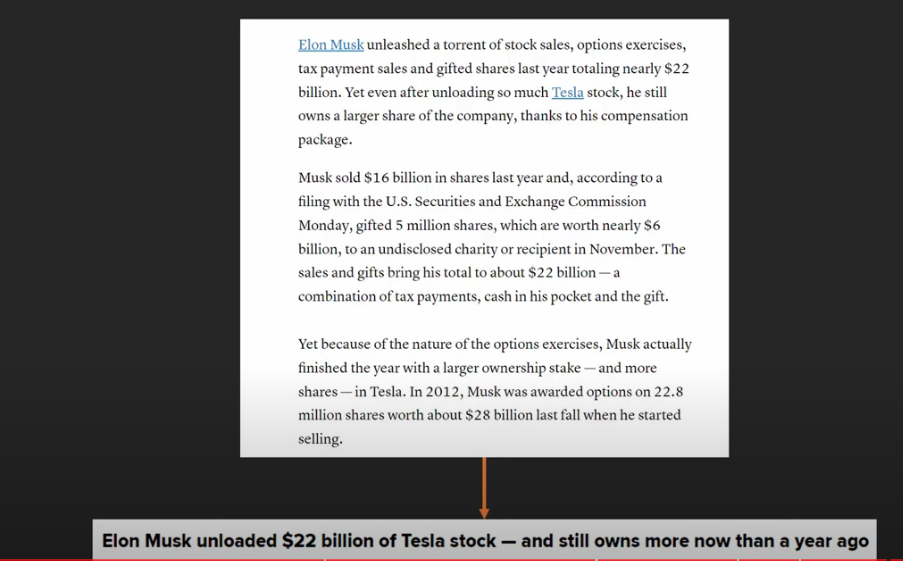 Elon Musk unleashed a torrent of stock sales, options exercises,
tax payment sales and gifted shares last year totaling nearly $22
billion. Yet even after unloading so much Tesla stock, he still
owns a larger share of the company, thanks to his compensation
package.
Musk sold $16 billion in shares last year and, according to a
filing with the U.S. Securities and Exchange Commission
Monday, gifted 5 million shares, which are worth nearly $6
billion, to an undisclosed charity or recipient in November. The
sales and gifts bring his total to about $22 billion — a
combination of tax payments, cash in his pocket and the gift.
Yet because of the nature of the options exercises, Musk actually
finished the year with a larger ownership stake — and more
shares — in Tesla. In 2012, Musk was awarded options on 22.8
million shares worth about $28 billion last fall when he started
selling.
Elon Musk unloaded $22 billion of Tesla stock — and still owns more now than a year ago